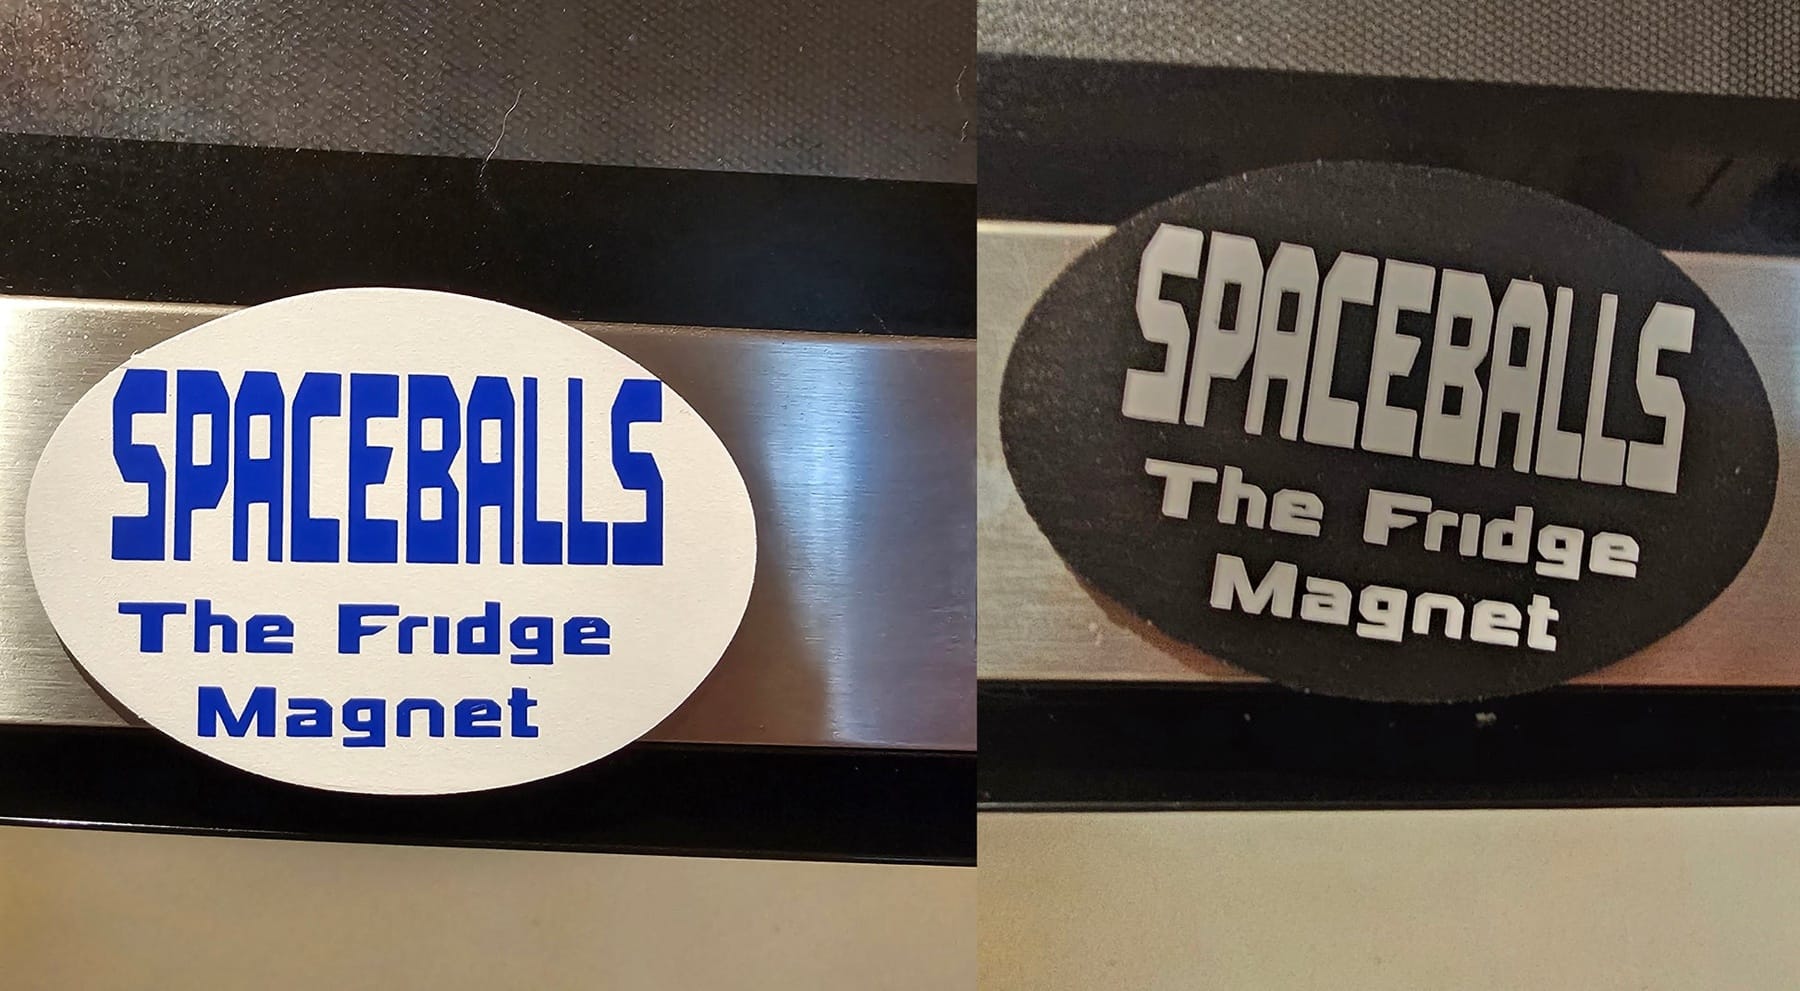 SPACEBALLS
The Fridge
Magnet
SPACEBALLS
The Fridge
Magnet